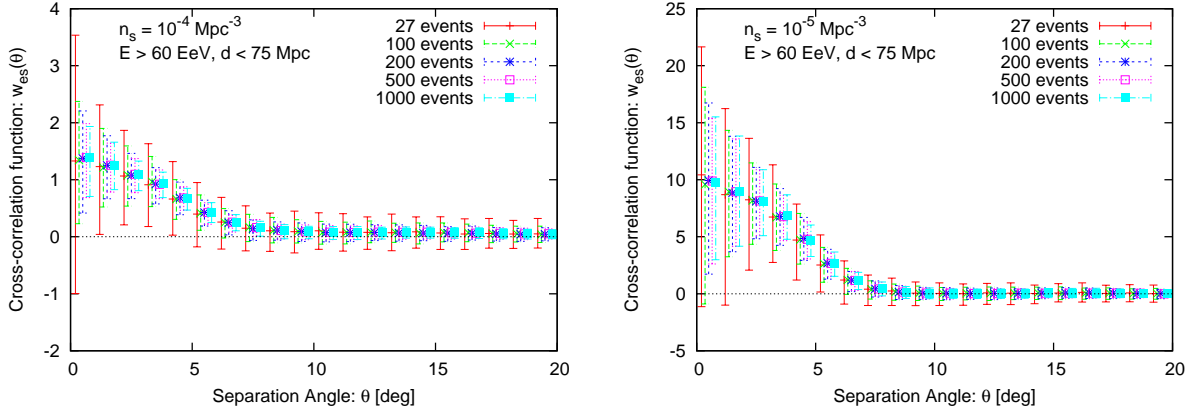 Cross-correlation function: w_es(θ)
4
3
2
1
0
-1
-2
n_s = 10^-4 Mpc^-3
E > 60 EeV, d < 75 Mpc
27 events
100 events
200 events
500 events
1000 events
0 5 10 15 20
Separation Angle: θ [deg]
Cross-correlation function: w_es(θ)
25
20
15
10
5
0
-5
n_s = 10^-5 Mpc^-3
E > 60 EeV, d < 75 Mpc
27 events
100 events
200 events
500 events
1000 events
0 5 10 15 20
Separation Angle: θ [deg]